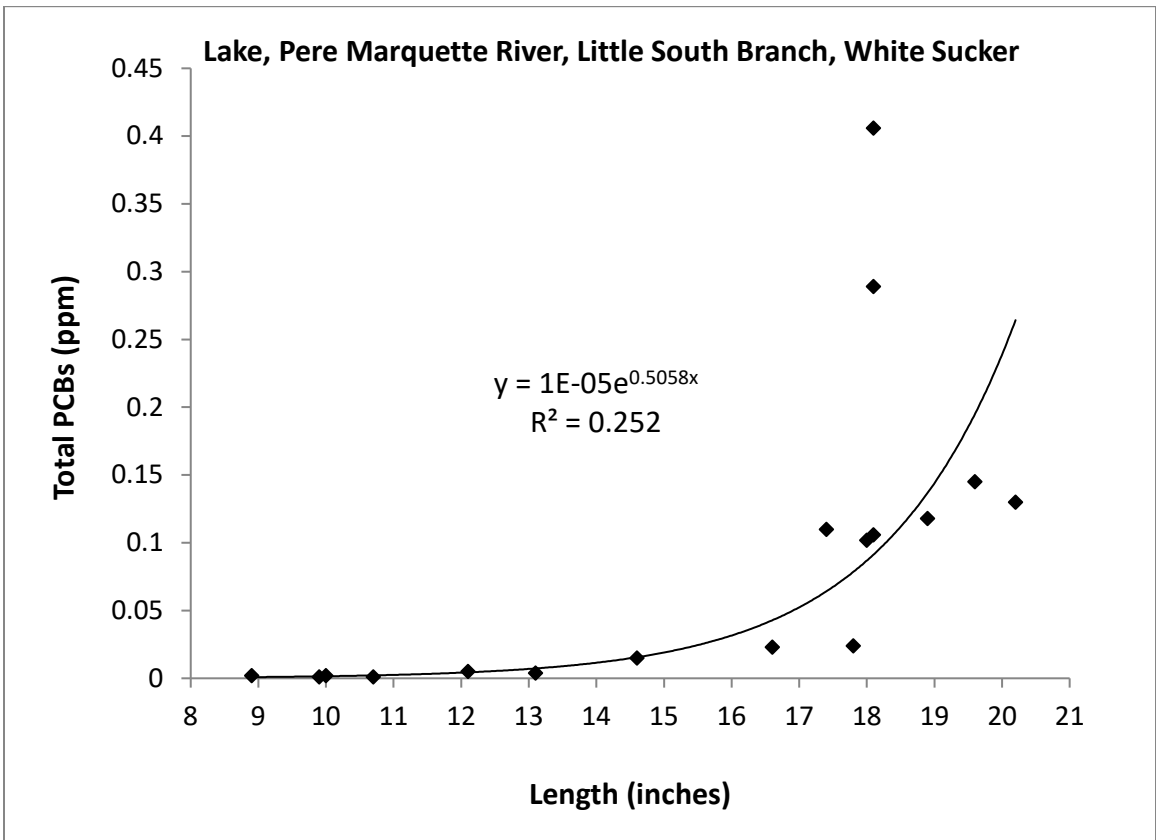 Lake, Pere Marquette River, Little South Branch, White Sucker
0.45
0.4
0.35
0.3
0.25
0.2
0.15
0.1
0.05
0
Total PCBs (ppm)
y = 1E-05e^0.5058x
R² = 0.252
8 9 10 11 12 13 14 15 16 17 18 19 20 21
Length (inches)